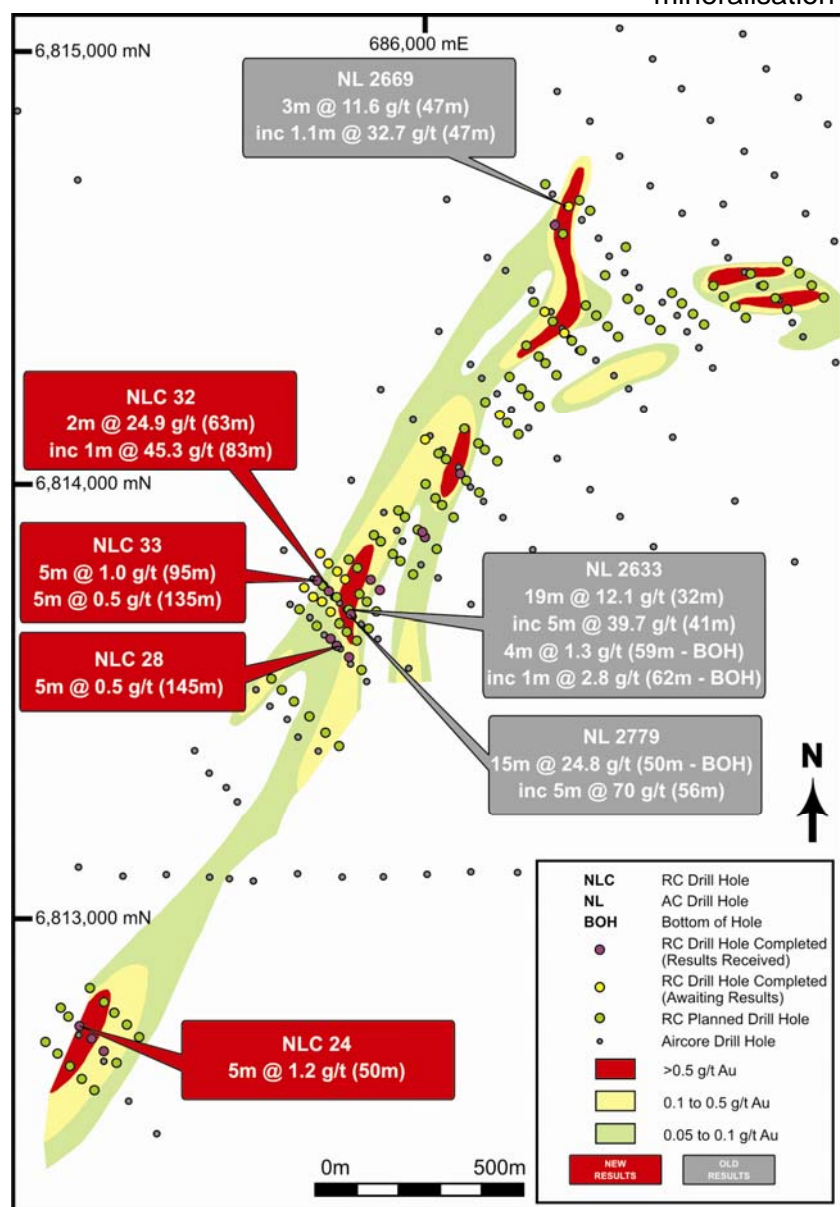 mineralisation
6,815,000 mN
686,000 mE
NL 2669
3m @ 11.6 g/t (47m)
inc 1.1m @ 32.7 g/t (47m)
NLC 32
2m @ 24.9 g/t (63m)
inc 1m @ 45.3 g/t (83m)
6,814,000 mN
NLC 33
5m @ 1.0 g/t (95m)
5m @ 0.5 g/t (135m)
NL 2633
19m @ 12.1 g/t (32m)
inc 5m @ 39.7 g/t (41m)
4m @ 1.3 g/t (59m - BOH)
inc 1m @ 2.8 g/t (62m - BOH)
NLC 28
5m @ 0.5 g/t (145m)
NL 2779
15m @ 24.8 g/t (50m - BOH)
inc 5m @ 70 g/t (56m)
N
6,813,000 mN
NLC 24
5m @ 1.2 g/t (50m)
0m 500m
NLC RC Drill Hole
NL AC Drill Hole
BOH Bottom of Hole
RC Drill Hole Completed
(Results Received)
RC Drill Hole Completed
(Awaiting Results)
RC Planned Drill Hole
Aircore Drill Hole
>0.5 g/t Au
0.1 to 0.5 g/t Au
0.05 to 0.1 g/t Au
NEW
RESULTS
OLD
RESULTS